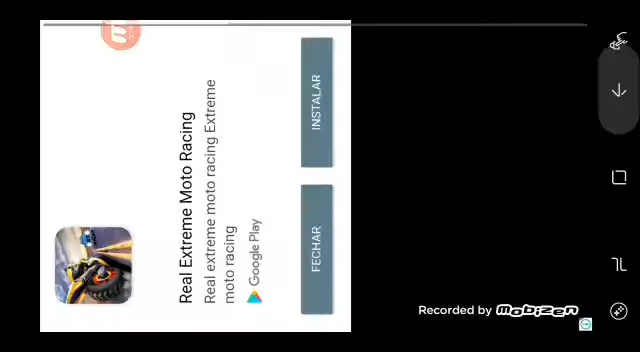 Real Extreme Moto Racing
Real extreme moto racing Extreme
moto racing
Google Play
FECHAR
INSTALAR
Recorded by Mobizen